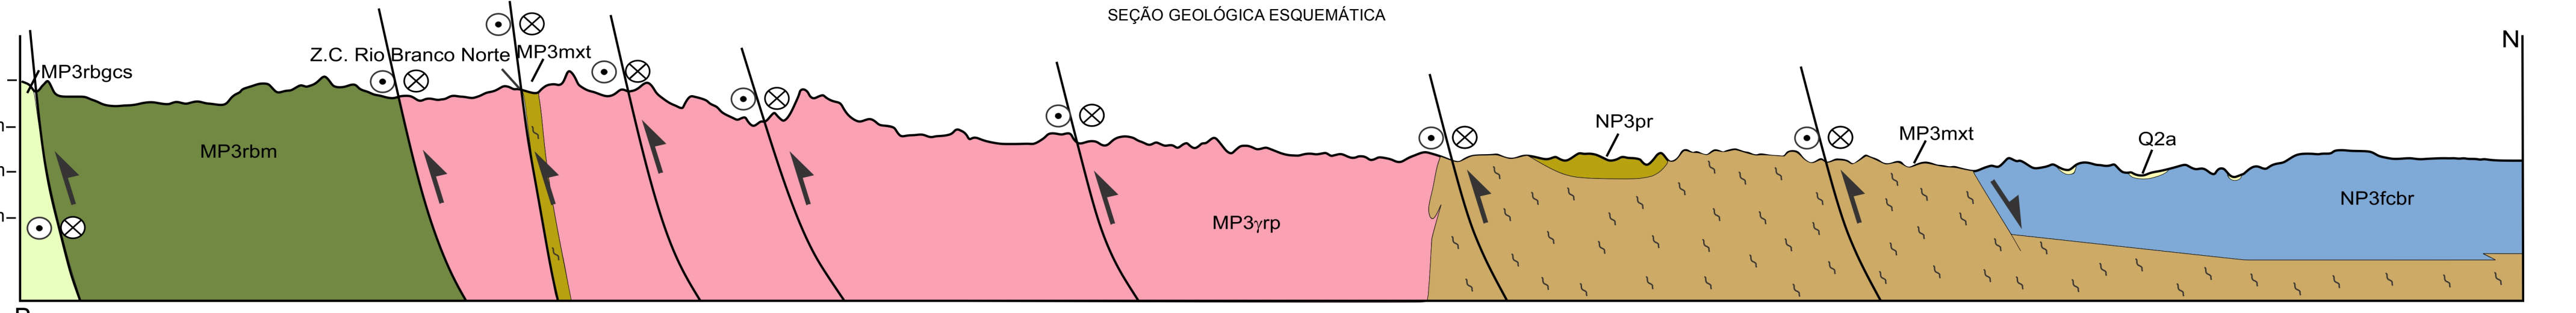 SEÇÃO GEOLÓGICA ESQUEMÁTICA
N
Z.C. Rio Branco Norte
MP3mxt
MP3rbgcs
NP3pr
MP3mxt
Q2a
MP3rbm
NP3fcbr
MP3γrp